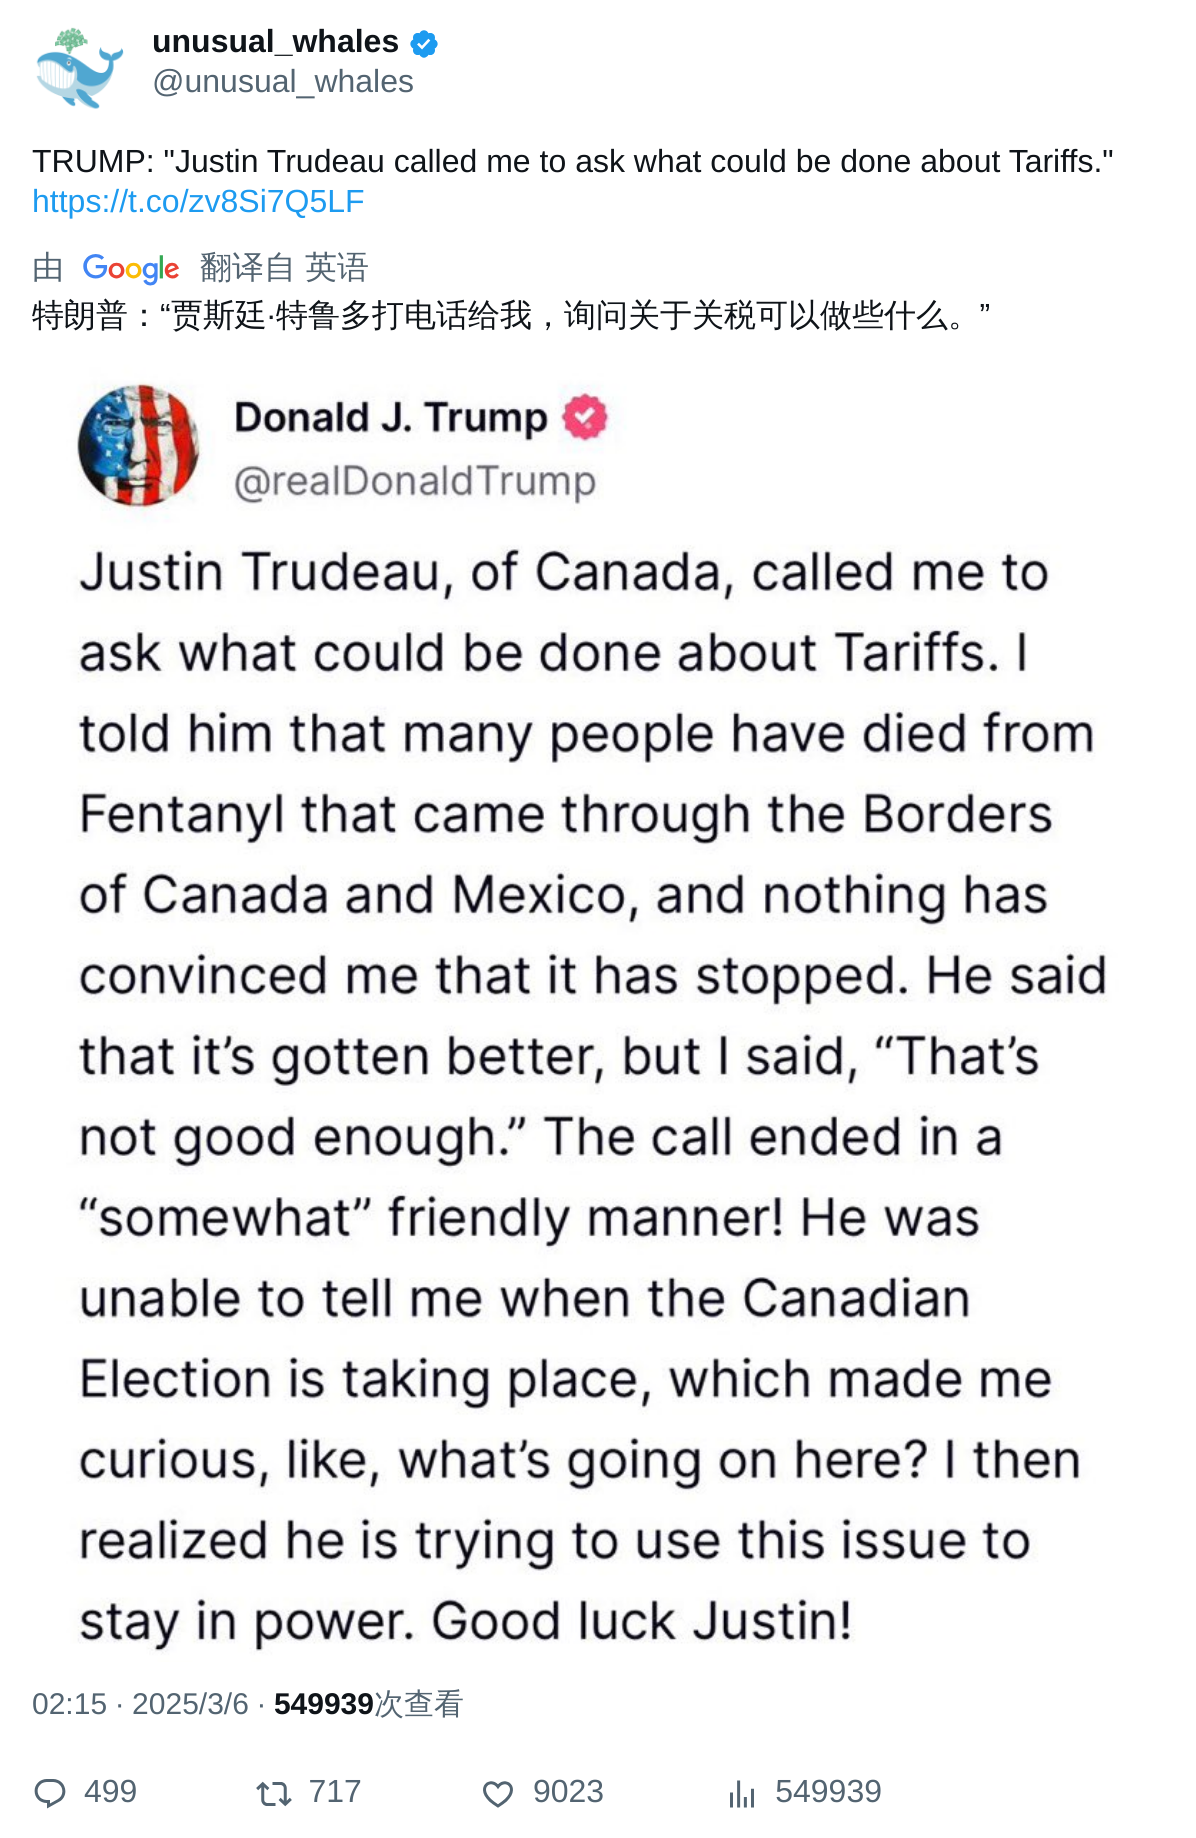 unusual_whales
@unusual_whales
TRUMP: "Justin Trudeau called me to ask what could be done about Tariffs."
https://t.co/zv8Si7Q5LF
由 Google 翻译自 英语
特朗普：“贾斯廷·特鲁多打电话给我，询问关于关税可以做些什么。”
Donald J. Trump
@realDonaldTrump
Justin Trudeau, of Canada, called me to
ask what could be done about Tariffs. I
told him that many people have died from
Fentanyl that came through the Borders
of Canada and Mexico, and nothing has
convinced me that it has stopped. He said
that it’s gotten better, but I said, “That’s
not good enough.” The call ended in a
“somewhat” friendly manner! He was
unable to tell me when the Canadian
Election is taking place, which made me
curious, like, what’s going on here? I then
realized he is trying to use this issue to
stay in power. Good luck Justin!
02:15 · 2025/3/6 · 549939次查看
499 717 9023 549939